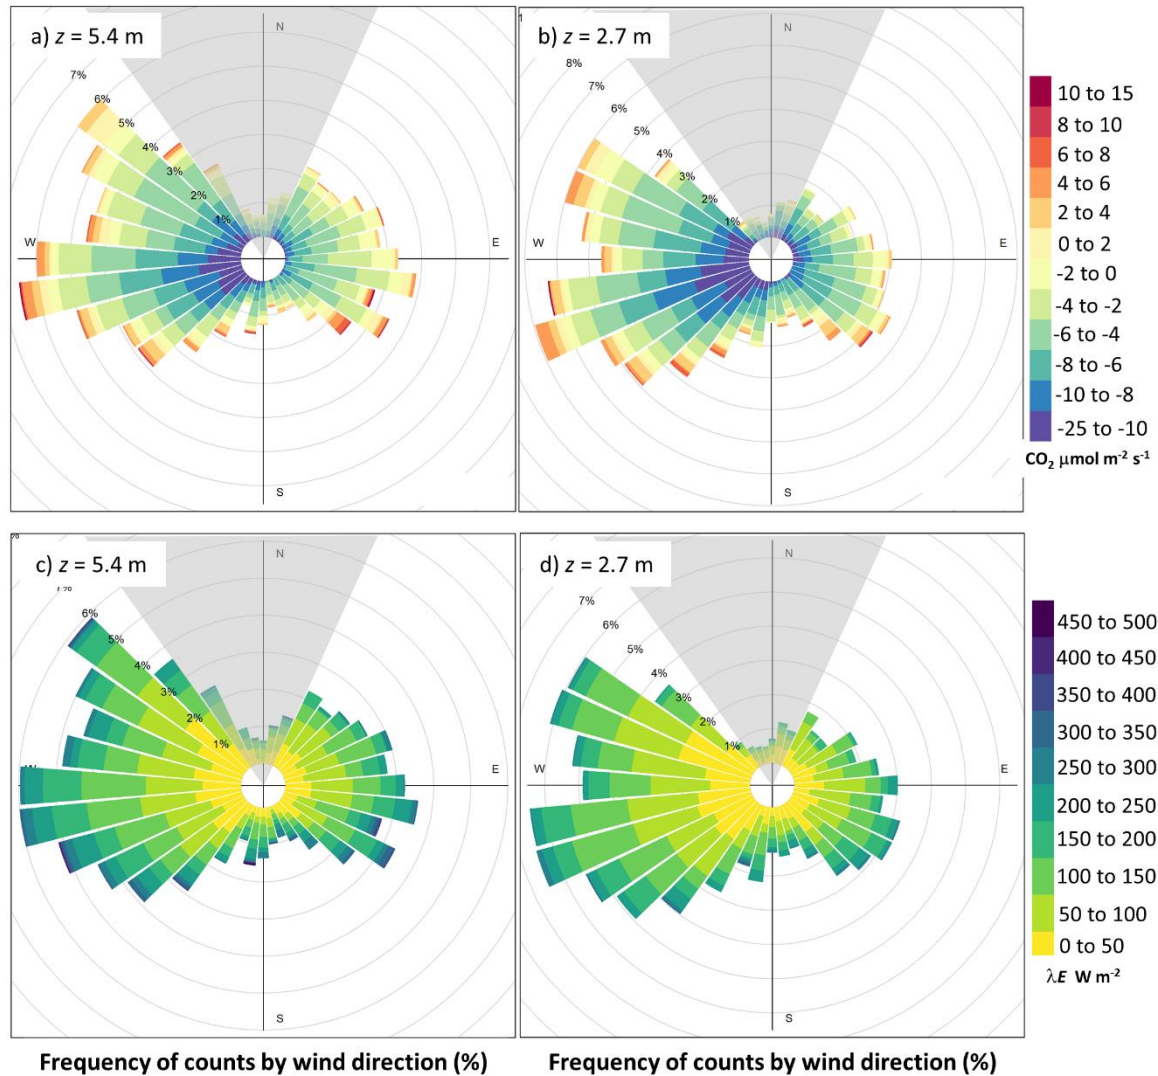 a) z = 5.4 m
N
7%
6%
5%
4%
3%
2%
1%
W
E
S
b) z = 2.7 m
N
8%
7%
6%
5%
4%
3%
2%
1%
W
E
S
10 to 15
8 to 10
6 to 8
4 to 6
2 to 4
0 to 2
-2 to 0
-4 to -2
-6 to -4
-8 to -6
-10 to -8
-25 to -10
CO₂ μmol m⁻² s⁻¹
c) z = 5.4 m
N
6%
5%
4%
3%
2%
1%
E
S
d) z = 2.7 m
N
7%
6%
5%
4%
3%
2%
1%
W
E
S
450 to 500
400 to 450
350 to 400
300 to 350
250 to 300
200 to 250
150 to 200
100 to 150
50 to 100
0 to 50
λE W m⁻²
Frequency of counts by wind direction (%)
Frequency of counts by wind direction (%)